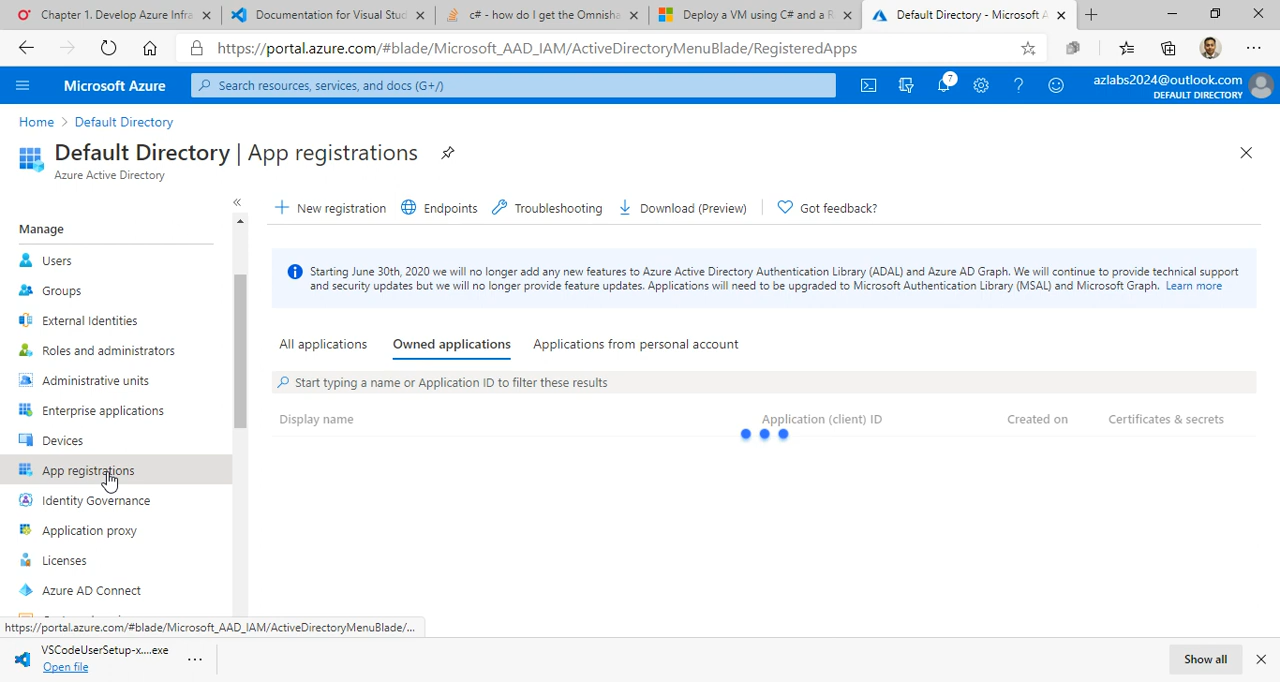 Chapter 1. Develop Azure Infra
Documentation for Visual Stud
c# - how do I get the Omnisha
Deploy a VM using C# and a R
Default Directory - Microsoft A
https://portal.azure.com/#blade/Microsoft_AAD_IAM/ActiveDirectoryMenuBlade/RegisteredApps
Microsoft Azure
Search resources, services, and docs (G+/)
7
azlabs2024@outlook.com
DEFAULT DIRECTORY
Home > Default Directory
Default Directory | App registrations
Azure Active Directory
Manage
Users
Groups
External Identities
Roles and administrators
Administrative units
Enterprise applications
Devices
App registrations
Identity Governance
Application proxy
Licenses
Azure AD Connect
New registration
Endpoints
Troubleshooting
Download (Preview)
Got feedback?
Starting June 30th, 2020 we will no longer add any new features to Azure Active Directory Authentication Library (ADAL) and Azure AD Graph. We will continue to provide technical support
and security updates but we will no longer provide feature updates. Applications will need to be upgraded to Microsoft Authentication Library (MSAL) and Microsoft Graph. Learn more
All applications
Owned applications
Applications from personal account
Start typing a name or Application ID to filter these results
Display name
Application (client) ID
Created on
Certificates & secrets
https://portal.azure.com/#blade/Microsoft_AAD_IAM/ActiveDirectoryMenuBlade/...
VSCodeUserSetup-x....exe
Open file
Show all